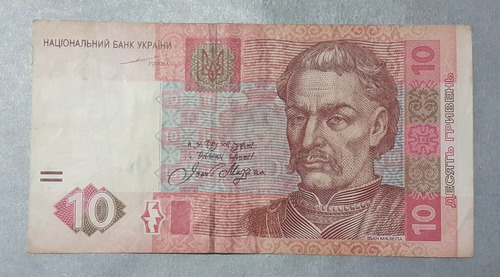 НАЦІОНАЛЬНИЙ БАНК УКРАЇНИ
ГОЛОВА
10
ДЕСЯТЬ ГРИВЕНЬ
10
10
ІВАН МАЗЕПА